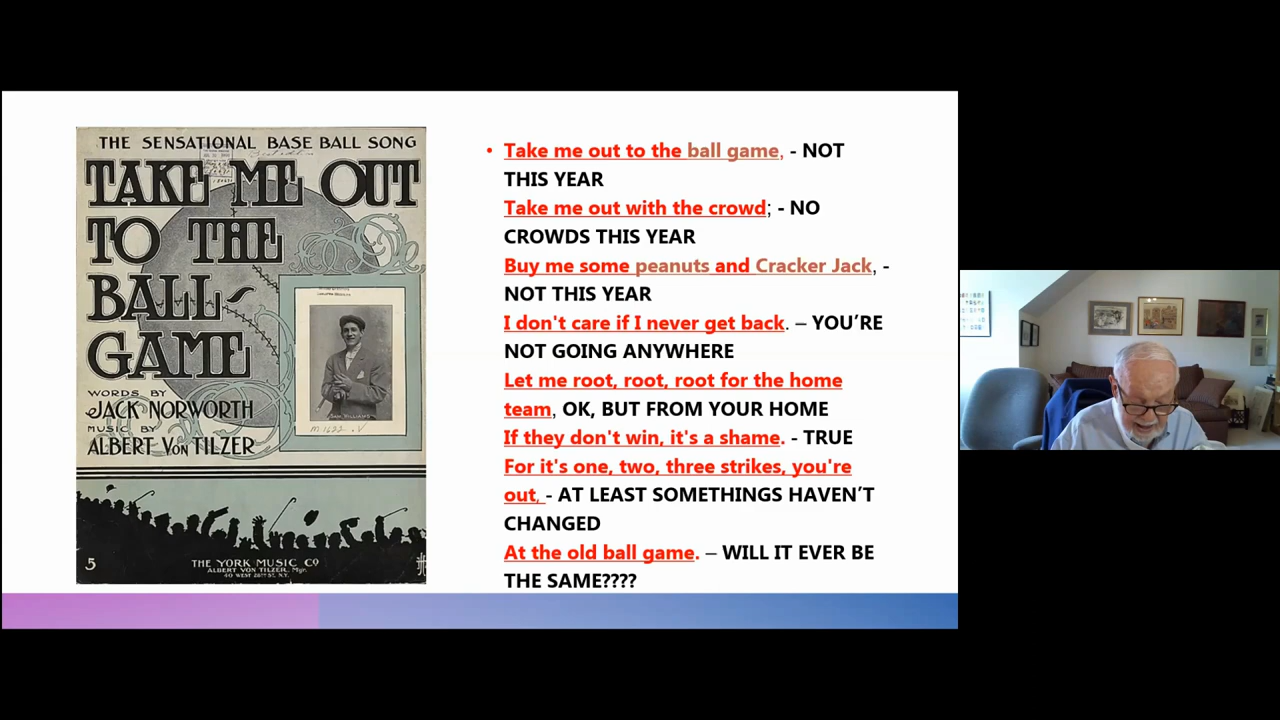 THE SENSATIONAL BASE BALL SONG
TAKE ME OUT
TO THE
BALL-
GAME
WORDS BY
JACK NORWORTH
MUSIC BY
ALBERT VON TILZER
SAM WILLIAMS
5
THE YORK MUSIC CO
ALBERT VON TILZER, Mgr.
40 WEST 28TH ST. N.Y.
• Take me out to the ball game, - NOT
THIS YEAR
Take me out with the crowd; - NO
CROWDS THIS YEAR
Buy me some peanuts and Cracker Jack, -
NOT THIS YEAR
I don't care if I never get back. – YOU’RE
NOT GOING ANYWHERE
Let me root, root, root for the home
team, OK, BUT FROM YOUR HOME
If they don't win, it's a shame. - TRUE
For it's one, two, three strikes, you're
out, - AT LEAST SOMETHINGS HAVEN’T
CHANGED
At the old ball game. – WILL IT EVER BE
THE SAME????